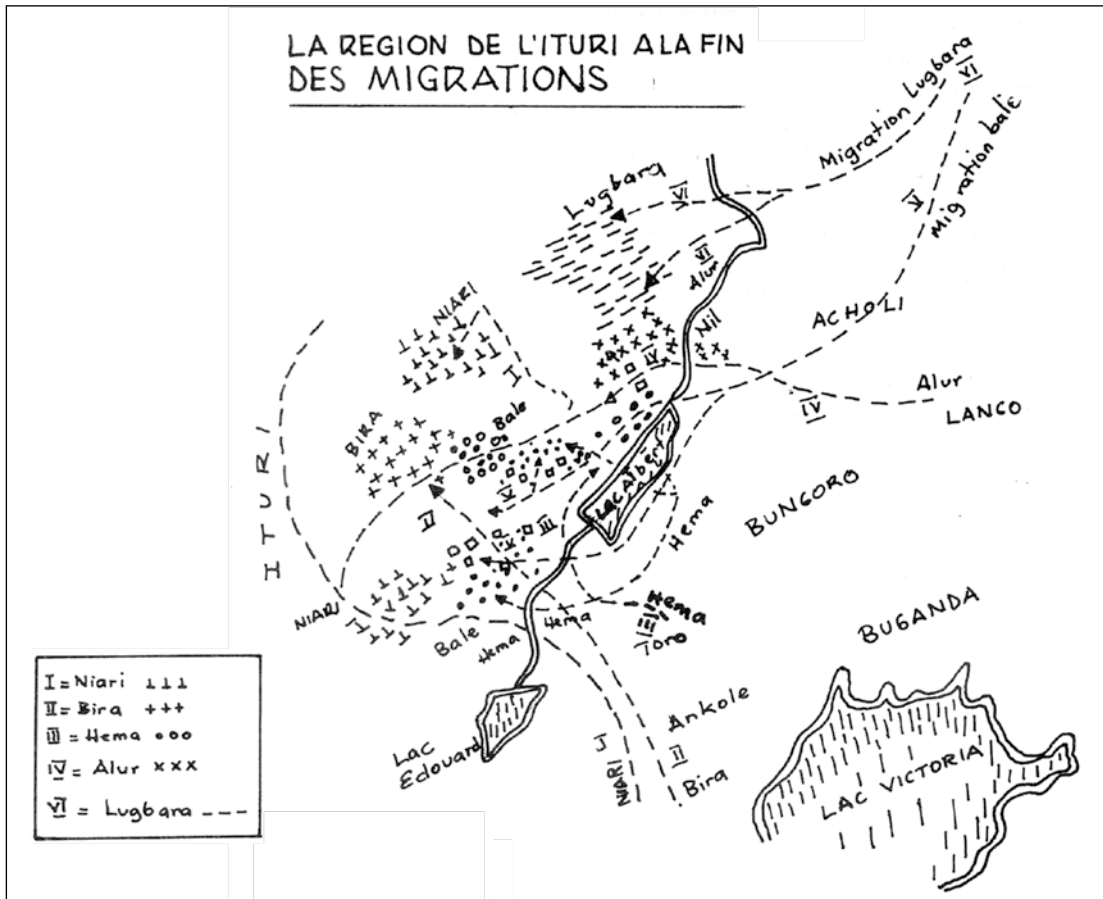 LA REGION DE L'ITURI A LA FIN
DES MIGRATIONS
Migration Lugbara
VI
Migration balE
Lugbara
VI
VI
Alur
NIARI
I
Nil
ACHOLI
IV
Alur
IV
LANGO
BIRA
Bale
ITURI
Lac Albert
V
II
III
Hema
BUNGORO
NIARI
Bale
Hema
Hema
Hema
III
Toro
BUGANDA
Ankole
II
Bira
NIARI I
Lac
Edouard
LAC VICTORIA
I = Niari ⊥⊥⊥
II = Bira +++
III = Hema ooo
IV = Alur xxx
VI = Lugbara ---